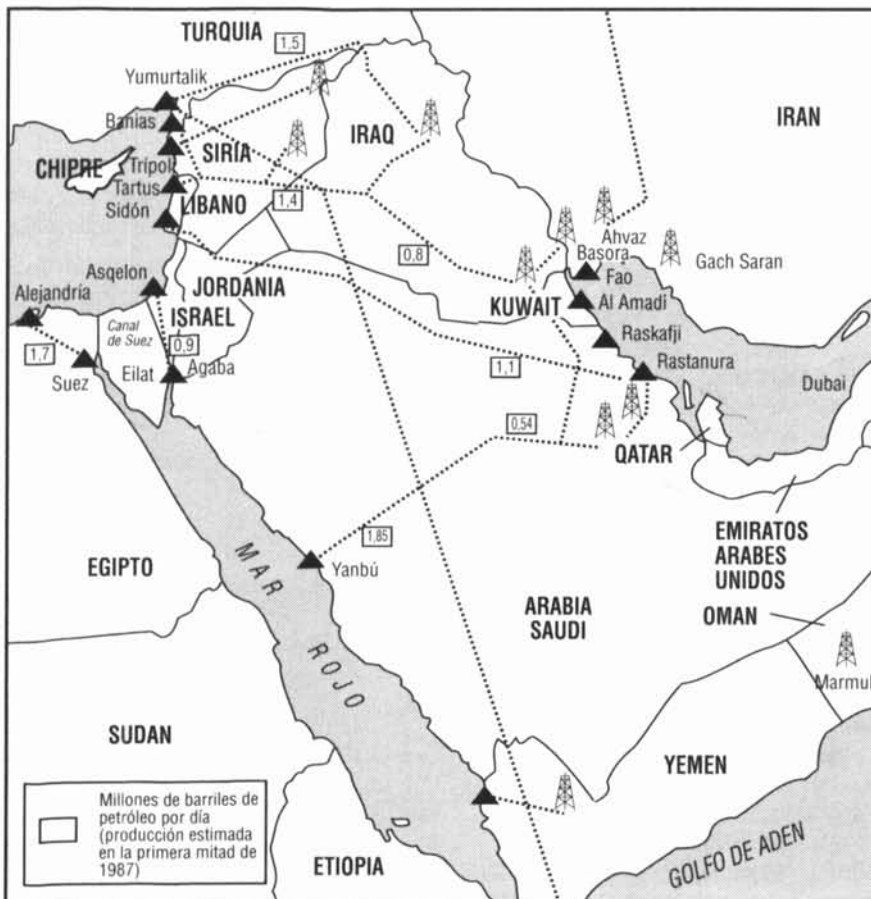 TURQUIA
1,5
Yumurtalik
Banias
IRAQ
IRAN
CHIPRE
SIRIA
Trípoli
Tartus
LIBANO
1,4
Sidón
Ahvaz
Basora
Gach Saran
0,8
Fao
Asqelon
JORDANIA
KUWAIT
Al Amadi
Alejandría
ISRAEL
Canal
de Suez
Raskafji
1,7
0,9
Suez
Eilat
Agaba
1,1
Rastanura
Dubai
0,54
QATAR
1,85
EMIRATOS
ARABES
UNIDOS
EGIPTO
Yanbú
MAR ROJO
ARABIA
SAUDI
OMAN
Marmul
SUDAN
YEMEN
Millones de barriles de
petróleo por día
(producción estimada
en la primera mitad de
1987)
ETIOPIA
GOLFO DE ADEN